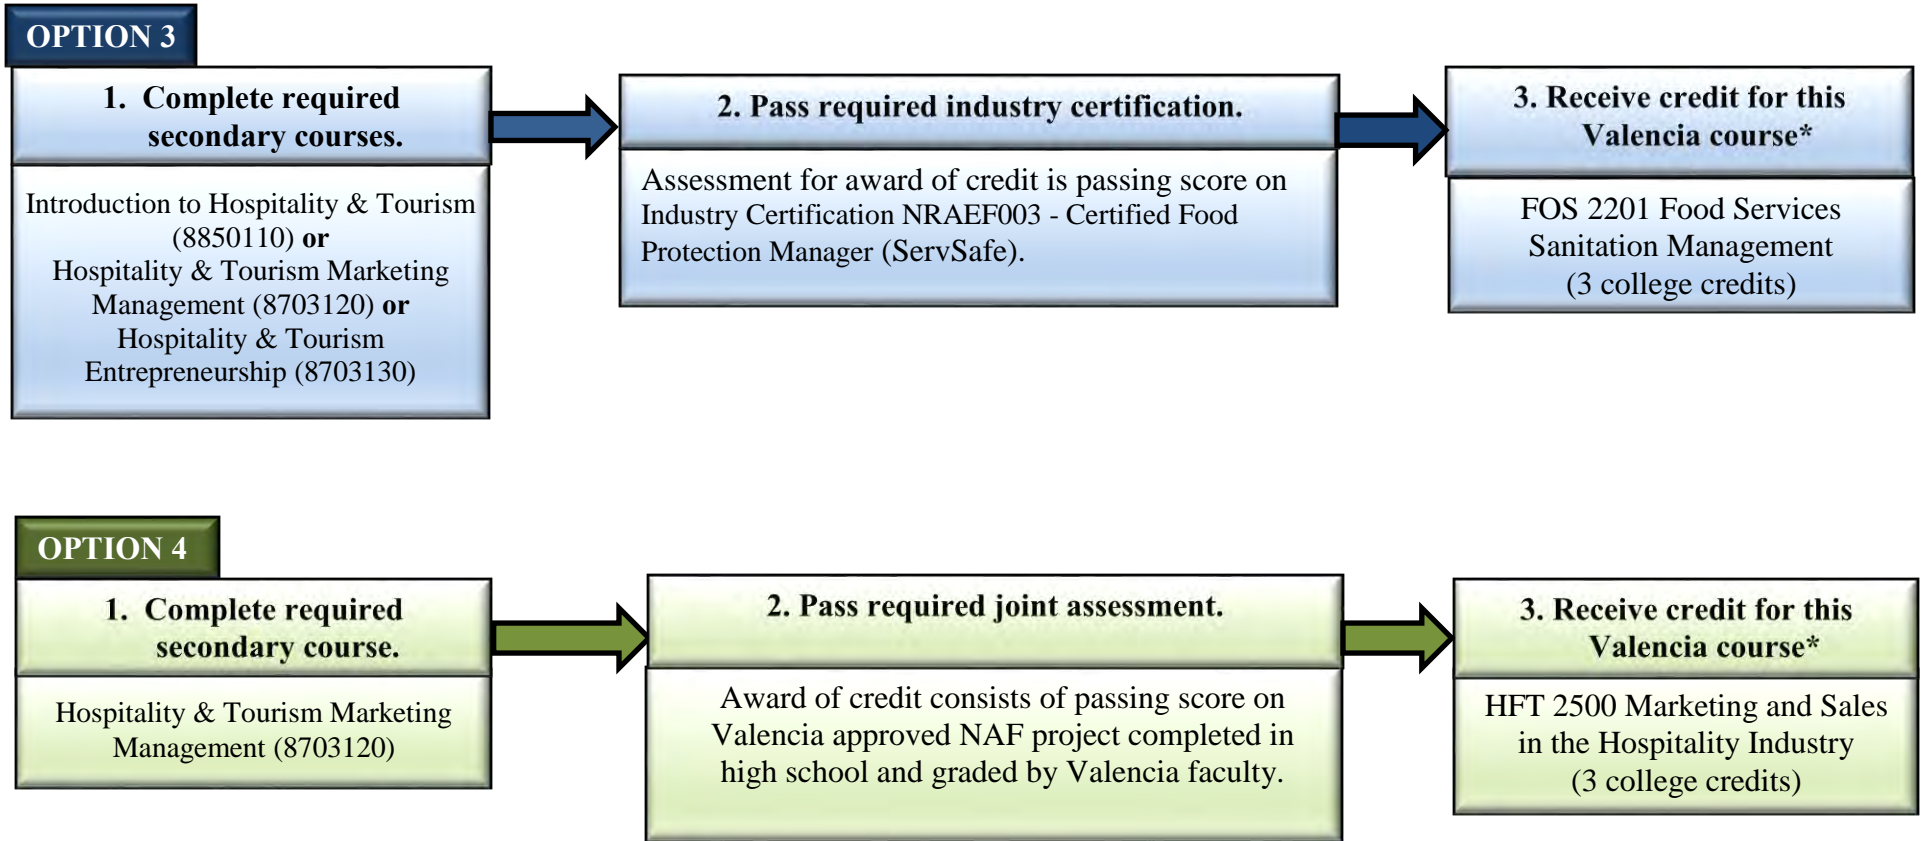 OPTION 3
1. Complete required
secondary courses.
Introduction to Hospitality & Tourism
(8850110) or
Hospitality & Tourism Marketing
Management (8703120) or
Hospitality & Tourism
Entrepreneurship (8703130)
2. Pass required industry certification.
Assessment for award of credit is passing score on
Industry Certification NRAEF003 - Certified Food
Protection Manager (ServSafe).
3. Receive credit for this
Valencia course*
FOS 2201 Food Services
Sanitation Management
(3 college credits)
OPTION 4
1. Complete required
secondary course.
Hospitality & Tourism Marketing
Management (8703120)
2. Pass required joint assessment.
Award of credit consists of passing score on
Valencia approved NAF project completed in
high school and graded by Valencia faculty.
3. Receive credit for this
Valencia course*
HFT 2500 Marketing and Sales
in the Hospitality Industry
(3 college credits)